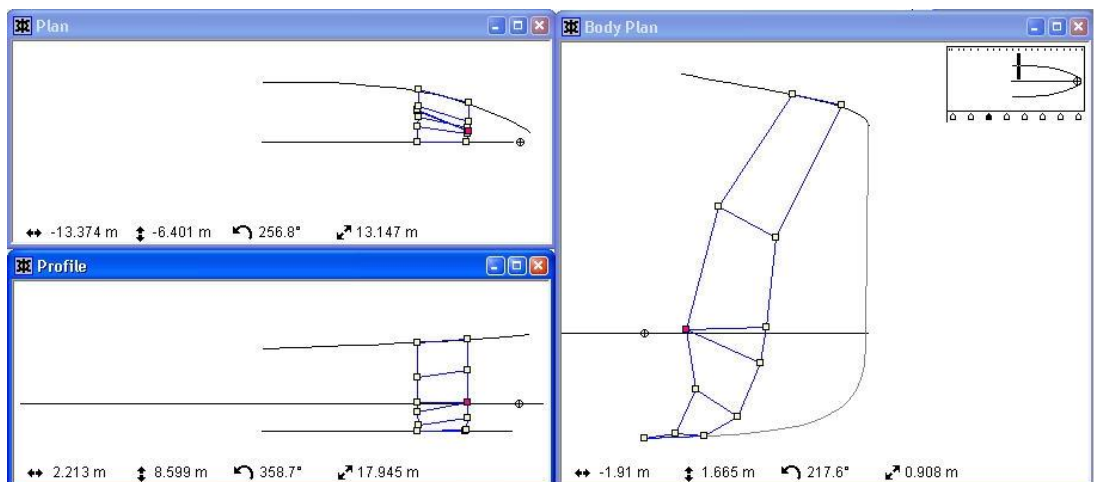 Plan
-13.374 m -6.401 m 256.8° 13.147 m
Profile
2.213 m 8.599 m 358.7° 17.945 m
Body Plan
-1.91 m 1.665 m 217.6° 0.908 m